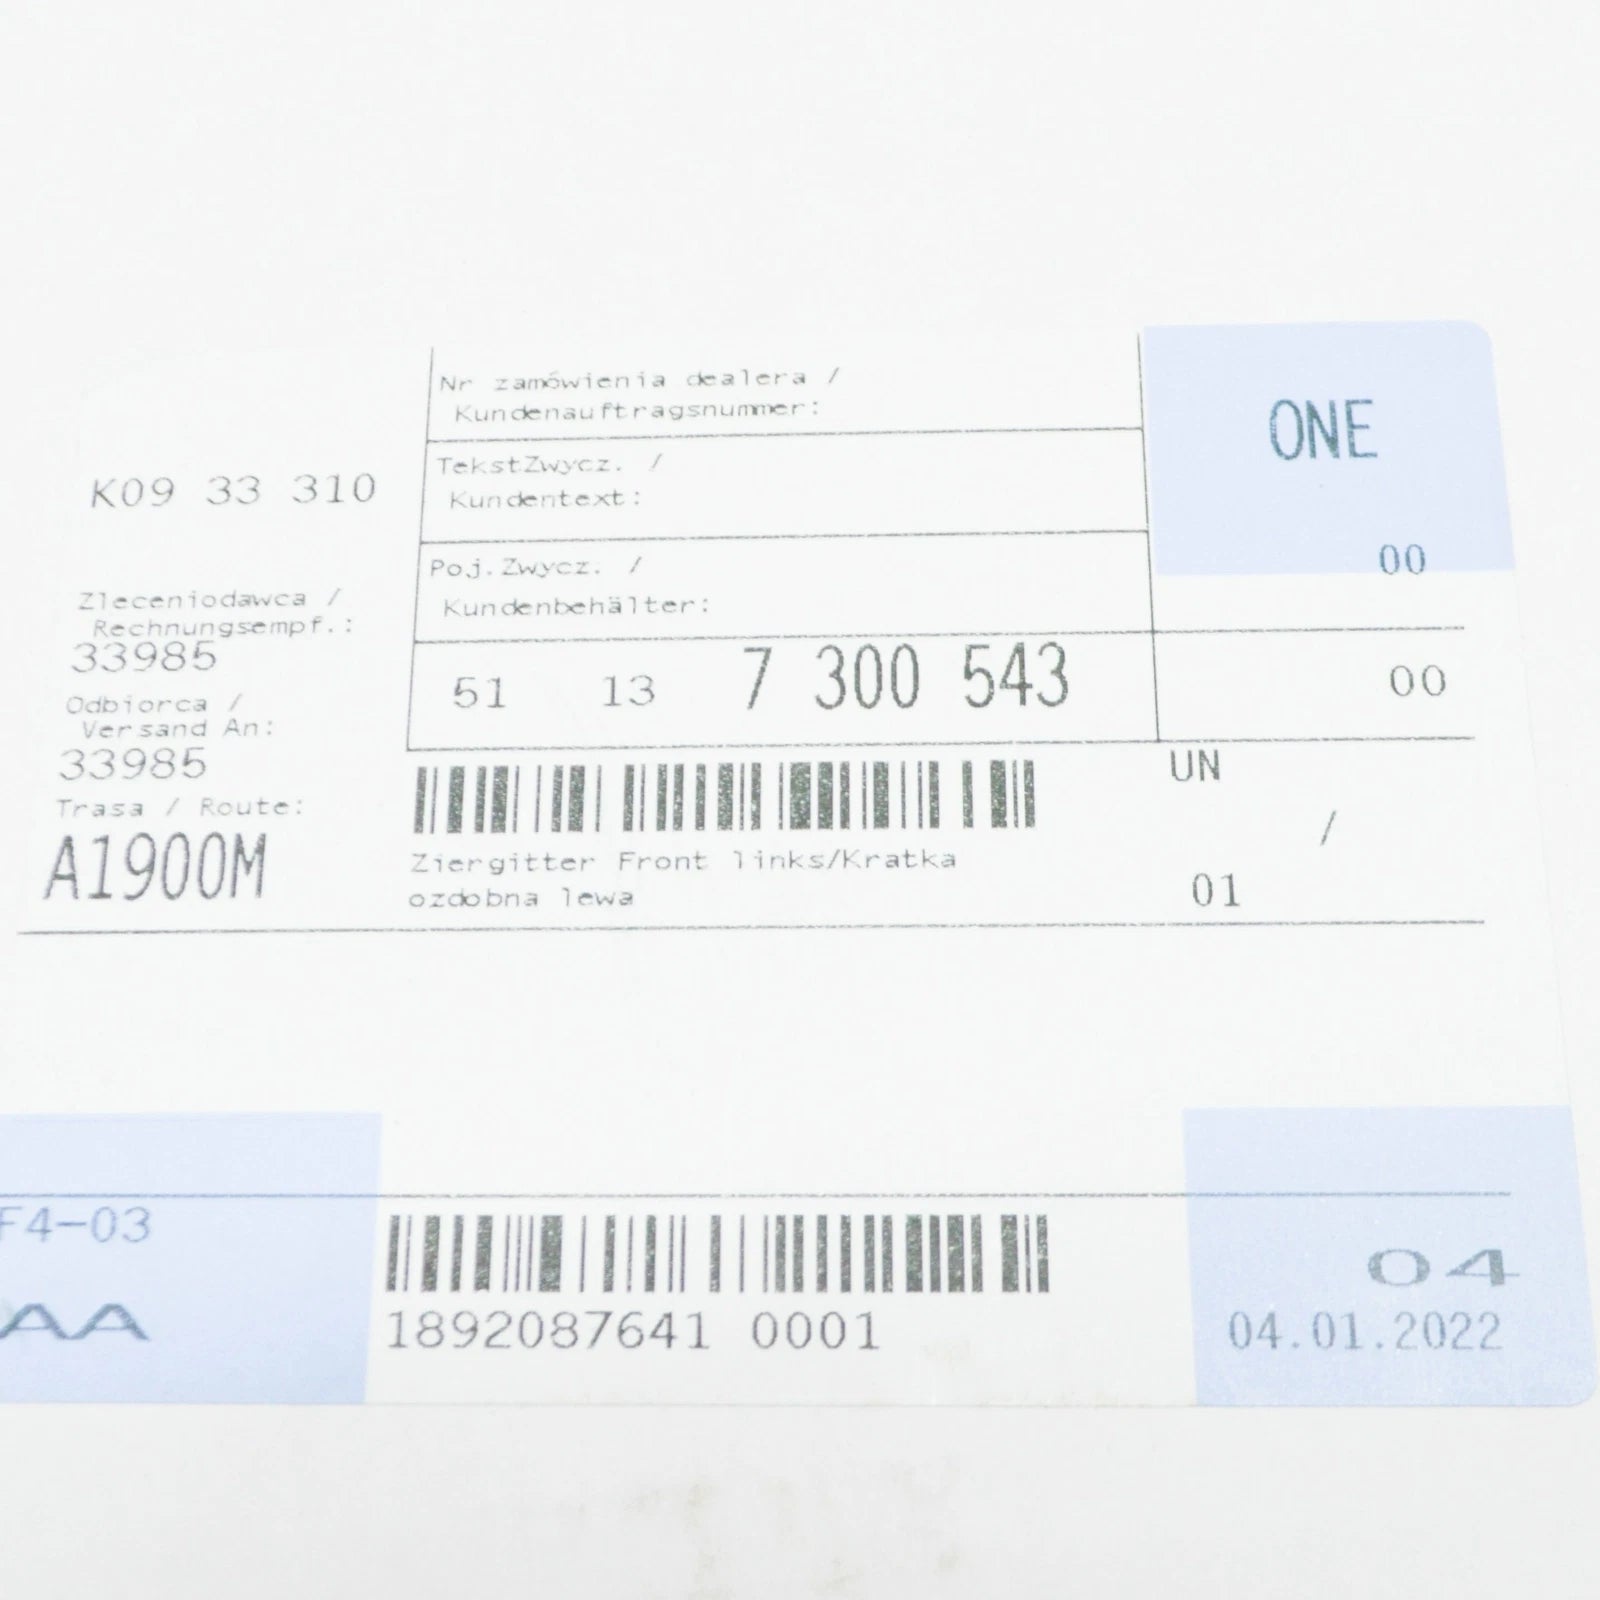 Nr zamówienia dealera /
Kundenauftragsnummer:
ONE
TekstZwycz. /
Kundentext:
K09 33 310
00
Poj.Zwycz. /
Kundenbehälter:
Zleceniodawca /
Rechnungsempf.:
33985
51 13 7 300 543
00
Odbiorca /
Versand An:
33985
UN
Trasa / Route:
/
A1900M
Ziergitter Front links/Kratka
ozdobna lewa
01
F4-03
04
AA
1892087641 0001
04.01.2022